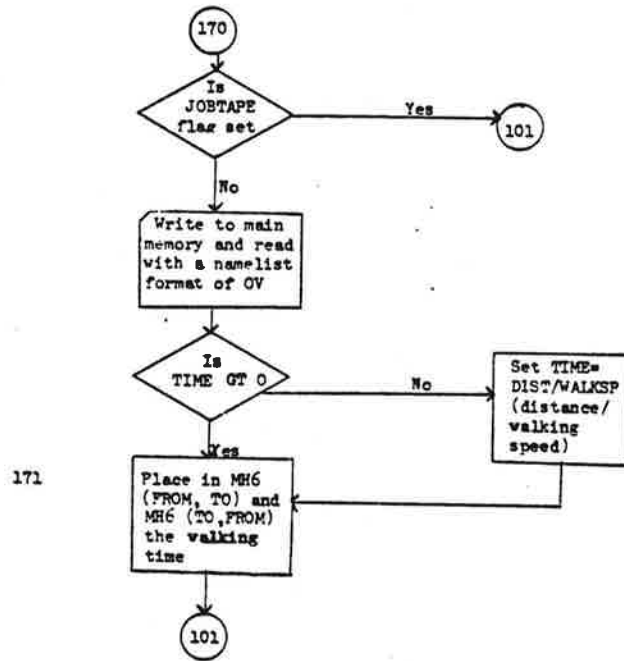 170
Is
JOBTAPE
flag set
Yes
101
No
Write to main
memory and read
with a namelist
format of OV
Is
TIME GT 0
No
Set TIME=
DIST/WALKSP
(distance/
walking
speed)
Yes
171
Place in MH6
(FROM, TO) and
MH6 (TO,FROM)
the walking
time
101